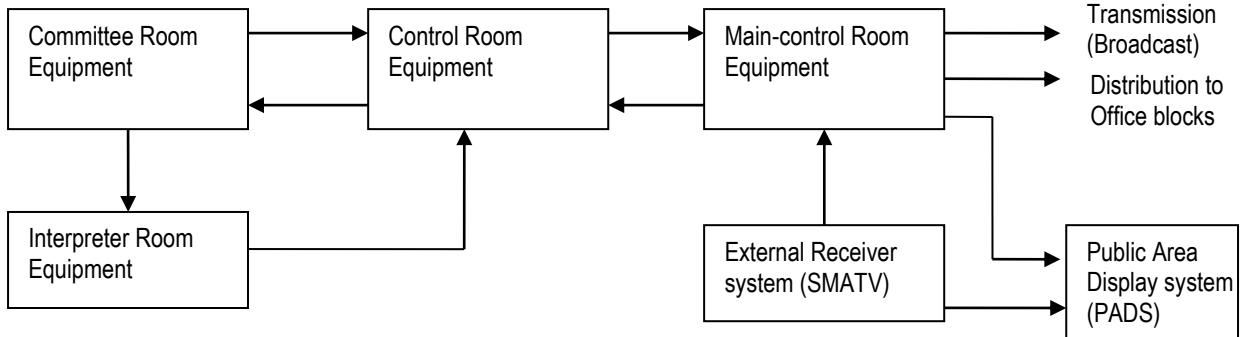 Committee Room
Equipment
Control Room
Equipment
Main-control Room
Equipment
Transmission
(Broadcast)
Distribution to
Office blocks
Interpreter Room
Equipment
External Receiver
system (SMATV)
Public Area
Display system
(PADS)